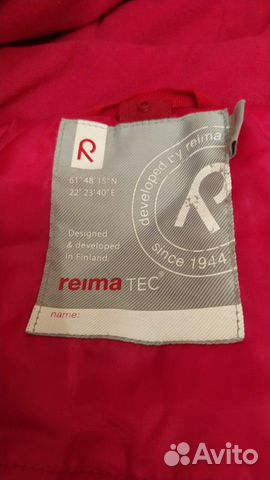 R
61°48'15"N
22°23'40"E
developed by reima
R
since 1944
Designed
& developed
in Finland.
reima TEC®
name:
Avito